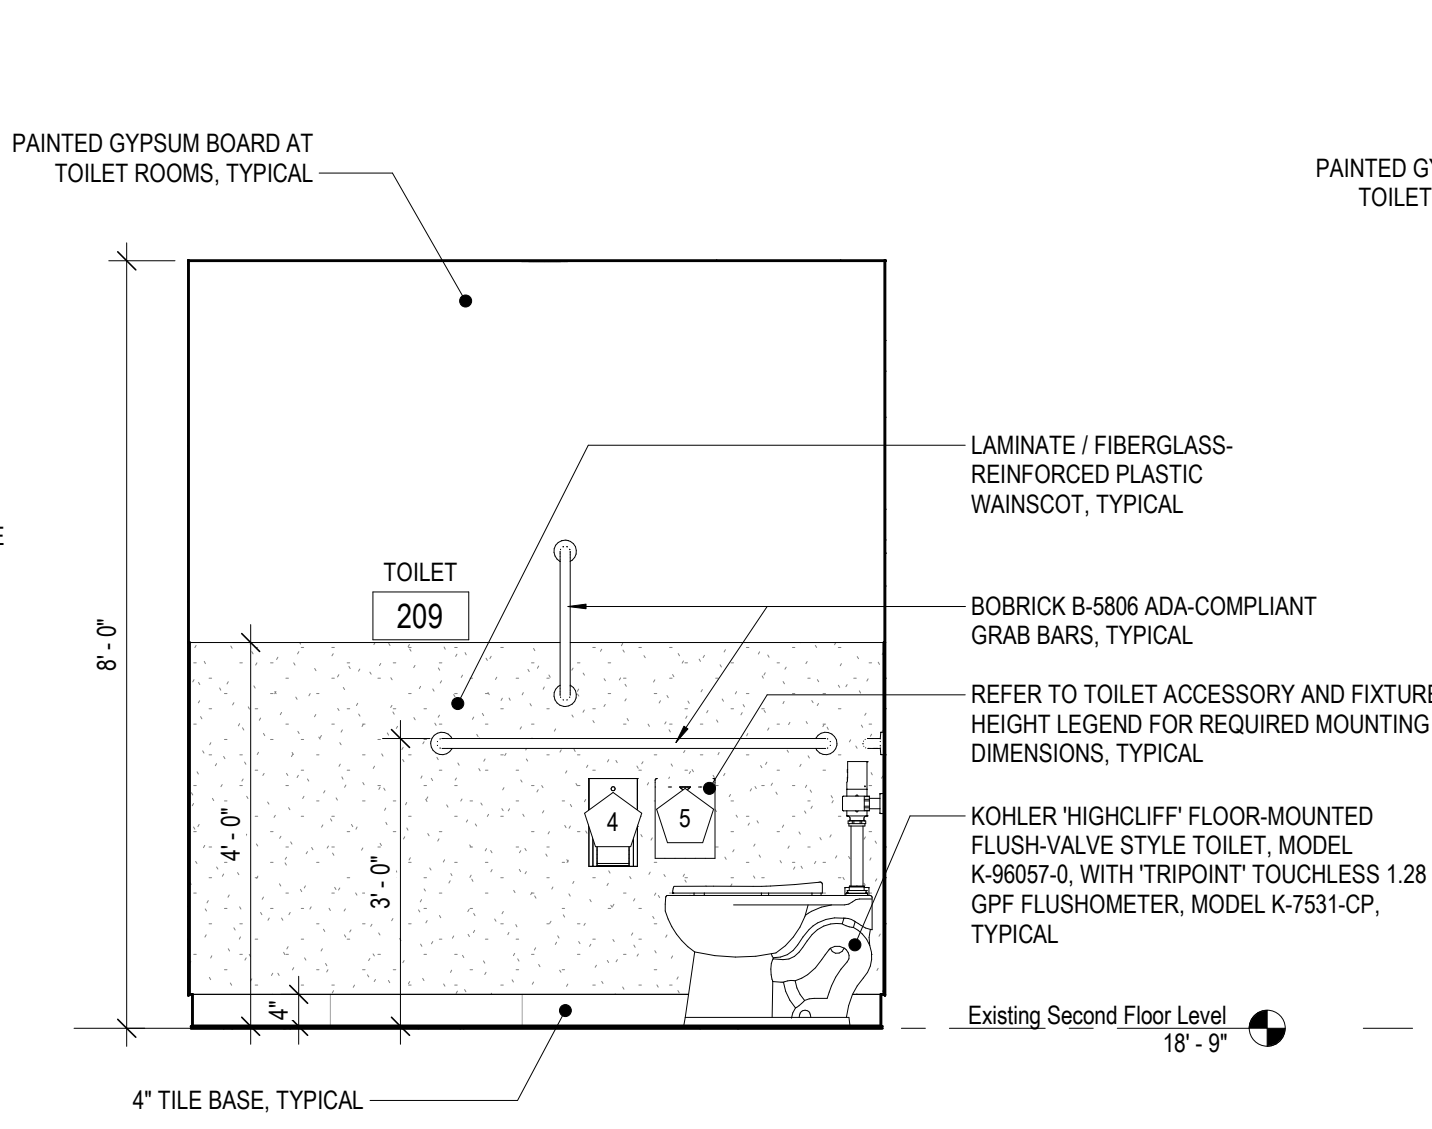 PAINTED GYPSUM BOARD AT
TOILET ROOMS, TYPICAL
PAINTED G
TOILET
LAMINATE / FIBERGLASS-
REINFORCED PLASTIC
WAINSCOT, TYPICAL
E
TOILET
209
BOBRICK B-5806 ADA-COMPLIANT
GRAB BARS, TYPICAL
8' - 0"
REFER TO TOILET ACCESSORY AND FIXTURE
HEIGHT LEGEND FOR REQUIRED MOUNTING
DIMENSIONS, TYPICAL
4' - 0"
3' - 0"
4
5
KOHLER 'HIGHCLIFF' FLOOR-MOUNTED
FLUSH-VALVE STYLE TOILET, MODEL
K-96057-0, WITH 'TRIPOINT' TOUCHLESS 1.28
GPF FLUSHOMETER, MODEL K-7531-CP,
TYPICAL
4"
Existing Second Floor Level
18' - 9"
4" TILE BASE, TYPICAL